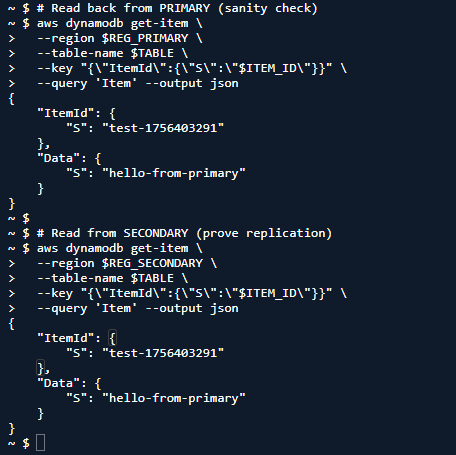 ~ $ # Read back from PRIMARY (sanity check)
~ $ aws dynamodb get-item \
>   --region $REG_PRIMARY \
>   --table-name $TABLE \
>   --key "{\"ItemId\":{\"S\":\"$ITEM_ID\"}}" \
>   --query 'Item' --output json
{
    "ItemId": {
        "S": "test-1756403291"
    },
    "Data": {
        "S": "hello-from-primary"
    }
}
~ $
~ $ # Read from SECONDARY (prove replication)
~ $ aws dynamodb get-item \
>   --region $REG_SECONDARY \
>   --table-name $TABLE \
>   --key "{\"ItemId\":{\"S\":\"$ITEM_ID\"}}" \
>   --query 'Item' --output json
{
    "ItemId": {
        "S": "test-1756403291"
    },
    "Data": {
        "S": "hello-from-primary"
    }
}
~ $